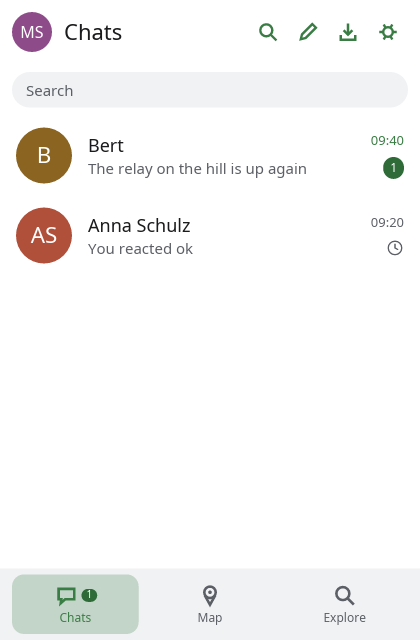 MS Chats
Search
B Bert 09:40
The relay on the hill is up again 1
AS Anna Schulz 09:20
You reacted ok
1
Chats Map Explore